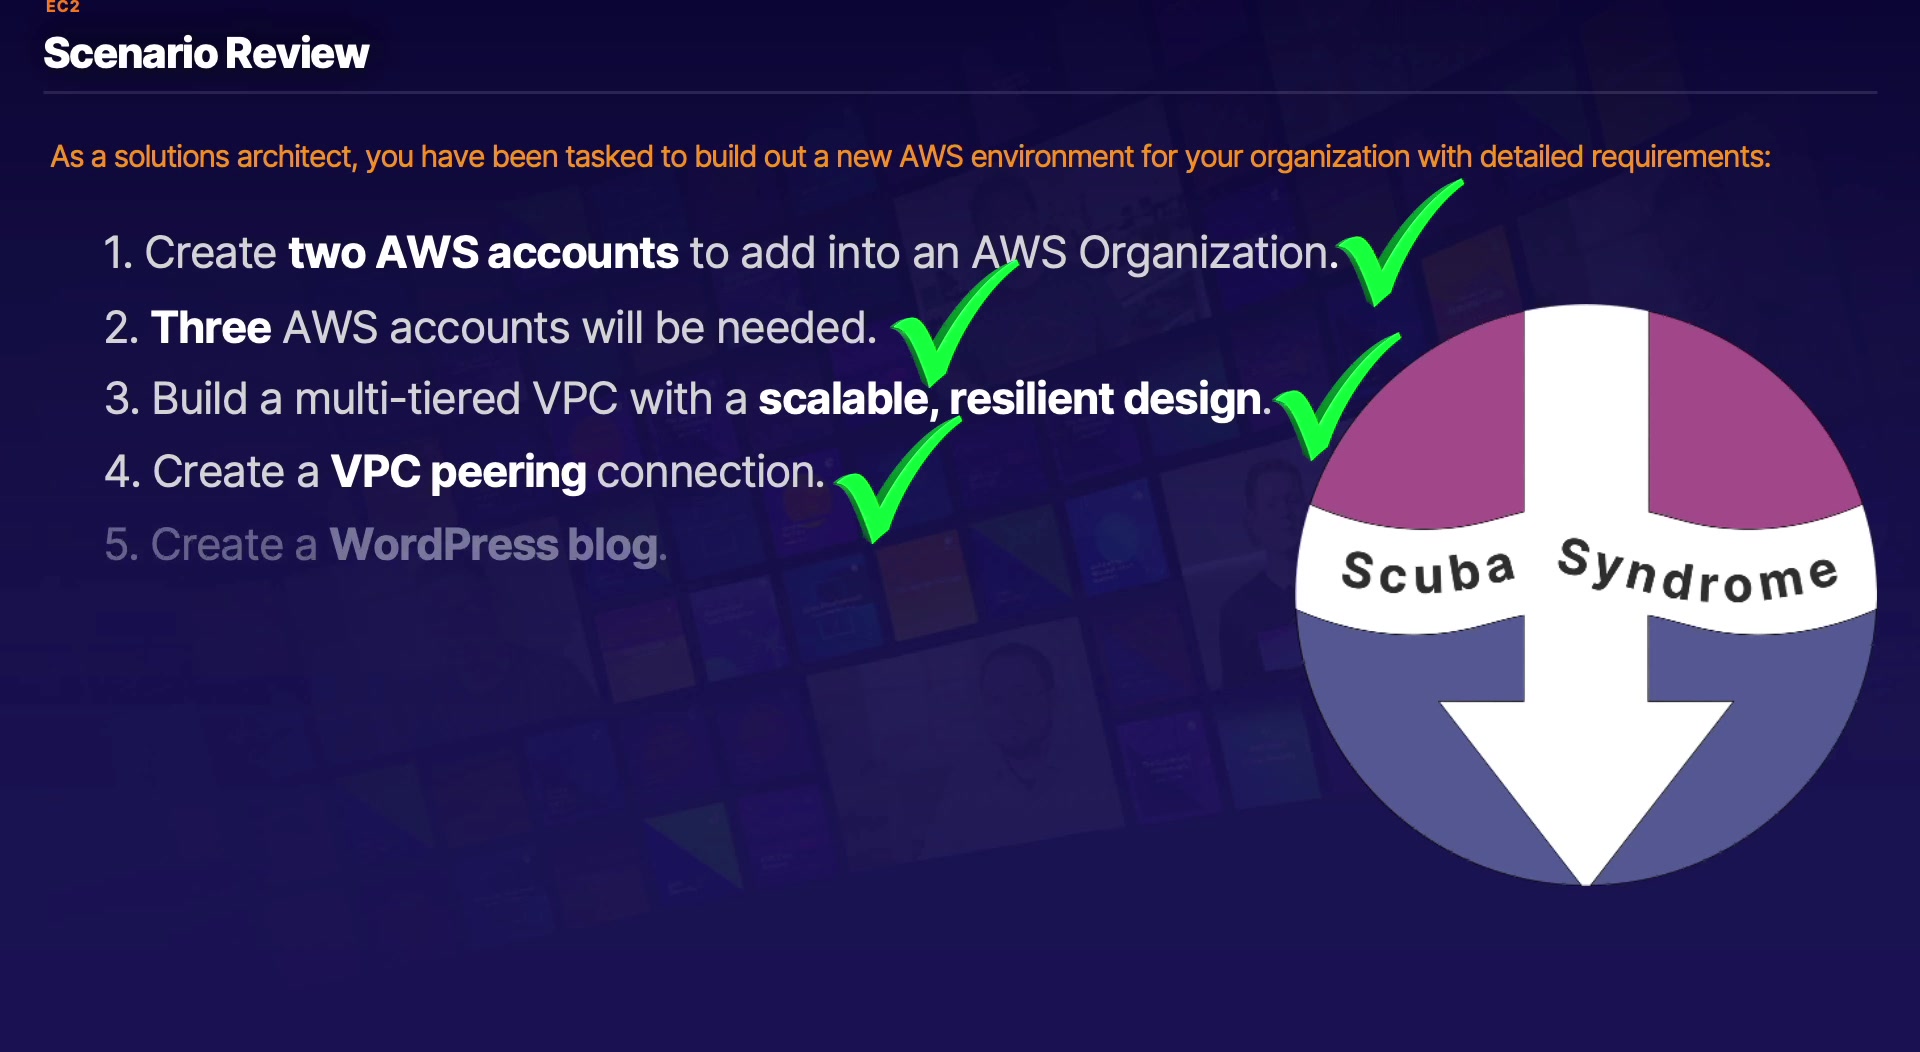 EC2
Scenario Review
As a solutions architect, you have been tasked to build out a new AWS environment for your organization with detailed requirements:
1. Create two AWS accounts to add into an AWS Organization.
2. Three AWS accounts will be needed.
3. Build a multi-tiered VPC with a scalable, resilient design.
4. Create a VPC peering connection.
5. Create a WordPress blog.
Scuba Syndrome